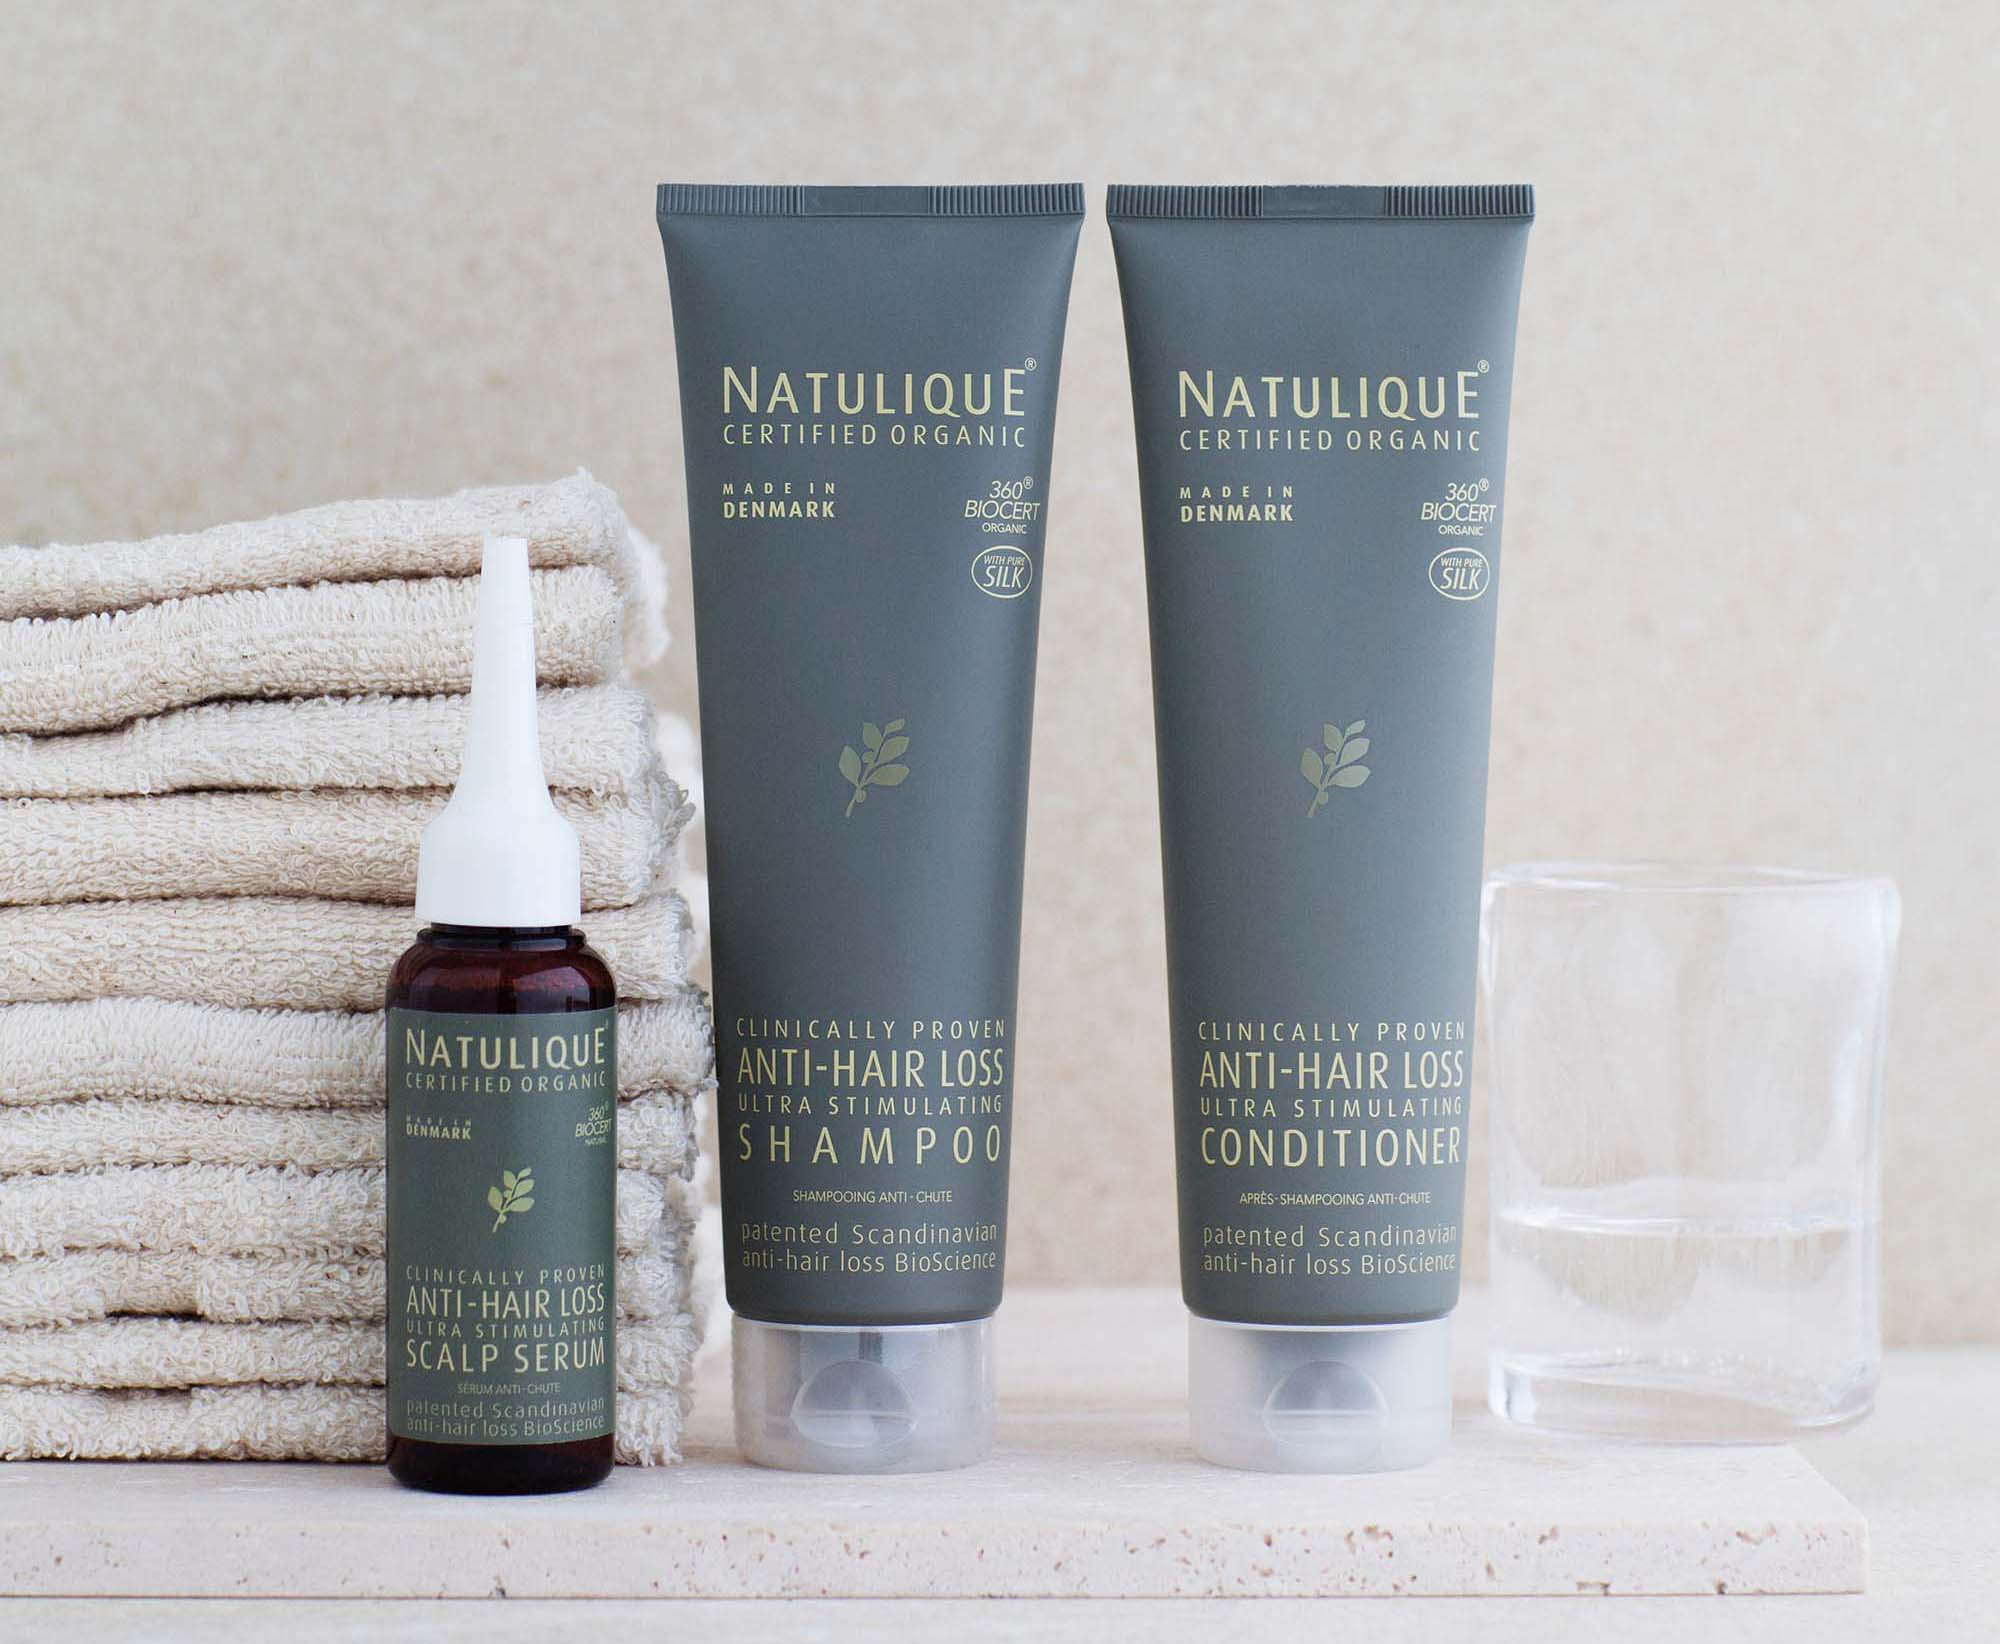 NATULIQUE®
CERTIFIED ORGANIC
MADE IN
DENMARK
360®
BIOCERT
NATURAL
CLINICALLY PROVEN
ANTI-HAIR LOSS
ULTRA STIMULATING
SCALP SERUM
SÉRUM ANTI-CHUTE
patented Scandinavian
anti-hair loss BioScience
NATULIQUE®
CERTIFIED ORGANIC
MADE IN
DENMARK
360®
BIOCERT
ORGANIC
WITH PURE
SILK
CLINICALLY PROVEN
ANTI-HAIR LOSS
ULTRA STIMULATING
SHAMPOO
SHAMPOOING ANTI-CHUTE
patented Scandinavian
anti-hair loss BioScience
NATULIQUE®
CERTIFIED ORGANIC
MADE IN
DENMARK
360®
BIOCERT
ORGANIC
WITH PURE
SILK
CLINICALLY PROVEN
ANTI-HAIR LOSS
ULTRA STIMULATING
CONDITIONER
APRÈS-SHAMPOOING ANTI-CHUTE
patented Scandinavian
anti-hair loss BioScience